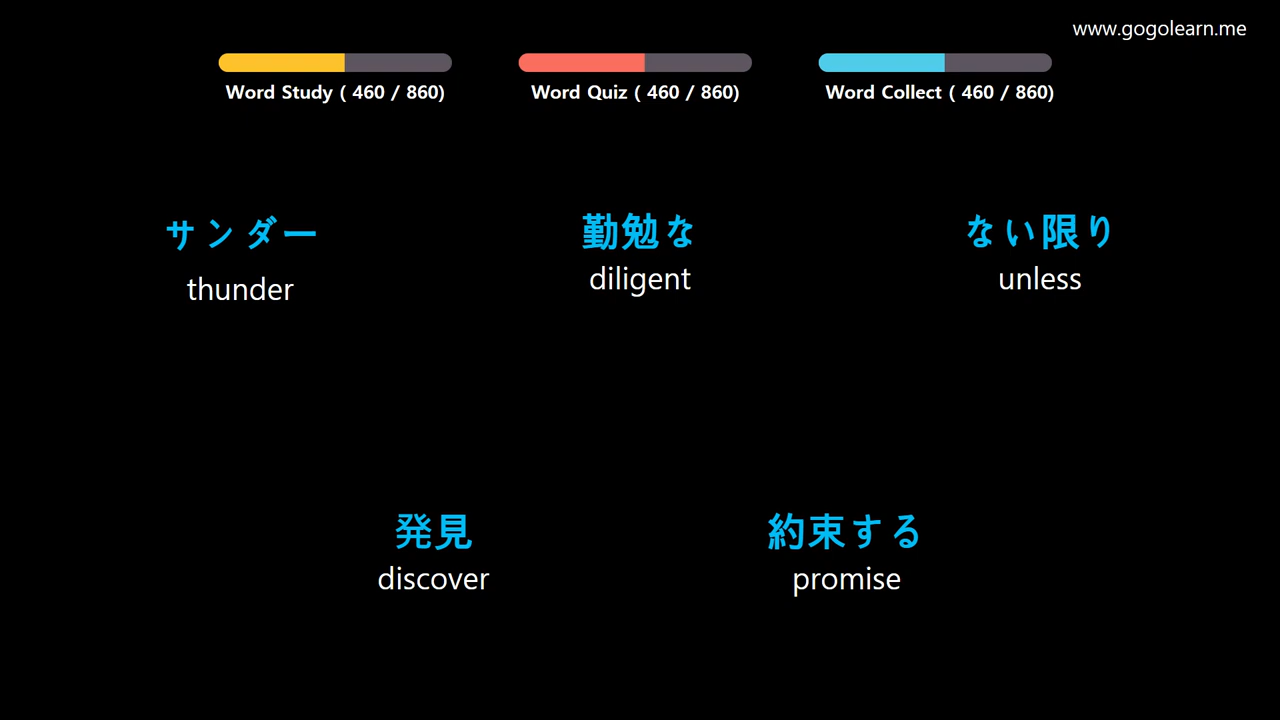 www.gogolearn.me
Word Study ( 460 / 860)
Word Quiz ( 460 / 860)
Word Collect ( 460 / 860)
サンダー
thunder
勤勉な
diligent
ない限り
unless
発見
discover
約束する
promise